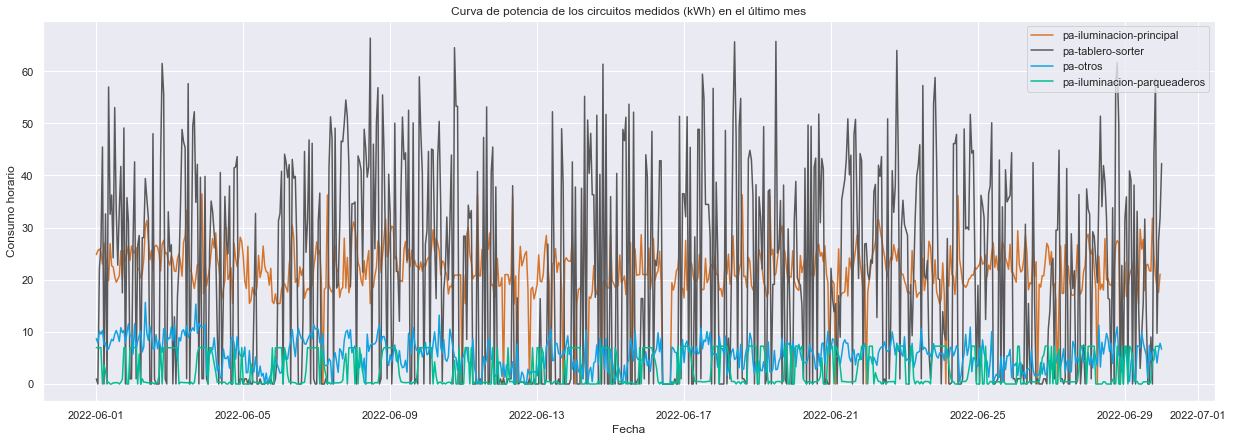 Curva de potencia de los circuitos medidos (kWh) en el último mes
pa-iluminacion-principal
pa-tablero-sorter
pa-otros
pa-iluminacion-parqueaderos
Consumo horario
60
50
40
30
20
10
0
2022-06-01 2022-06-05 2022-06-09 2022-06-13 2022-06-17 2022-06-21 2022-06-25 2022-06-29 2022-07-01
Fecha